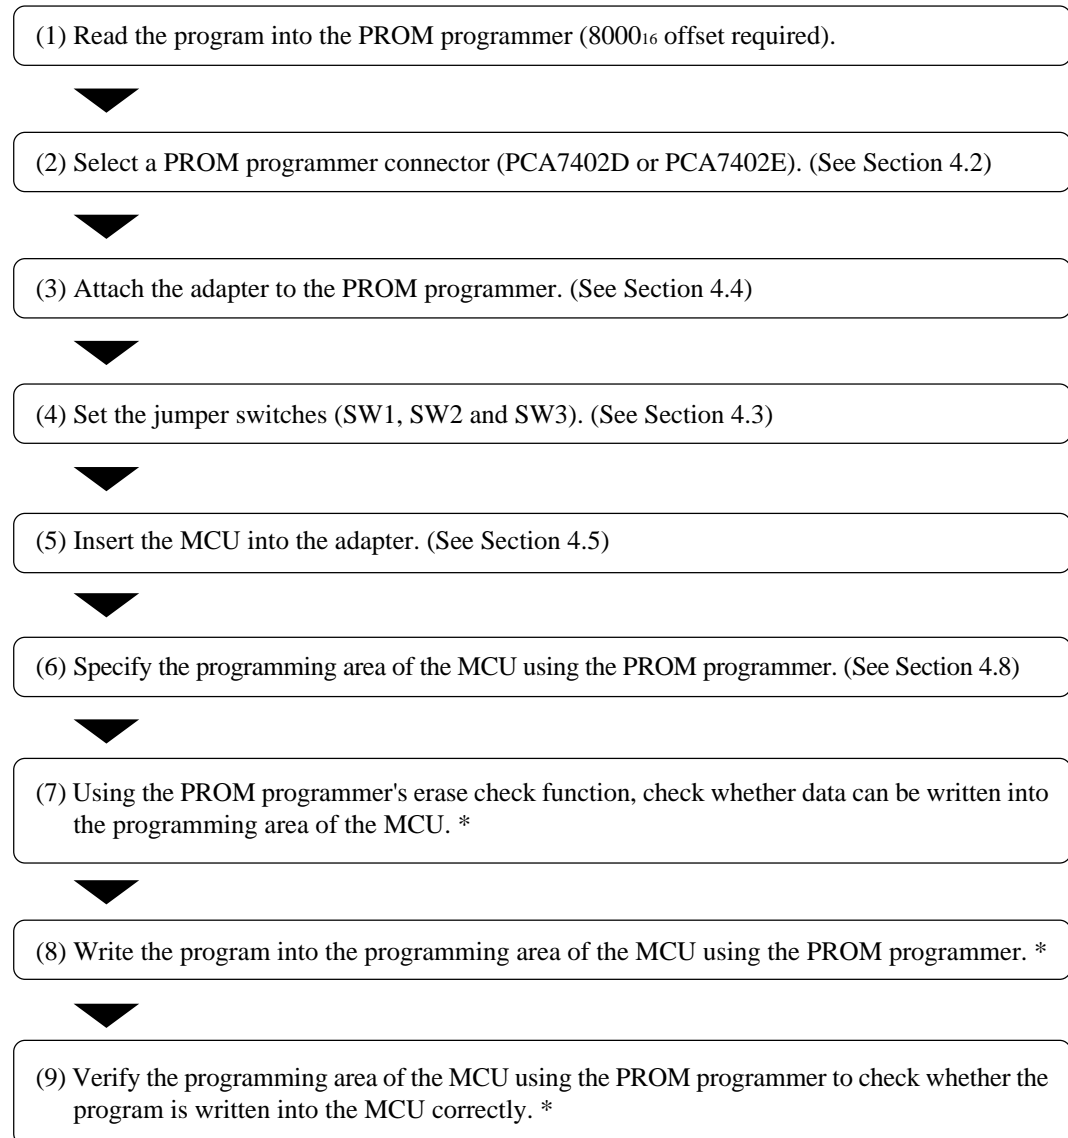 (1) Read the program into the PROM programmer (8000₁₆ offset required).
(2) Select a PROM programmer connector (PCA7402D or PCA7402E). (See Section 4.2)
(3) Attach the adapter to the PROM programmer. (See Section 4.4)
(4) Set the jumper switches (SW1, SW2 and SW3). (See Section 4.3)
(5) Insert the MCU into the adapter. (See Section 4.5)
(6) Specify the programming area of the MCU using the PROM programmer. (See Section 4.8)
(7) Using the PROM programmer's erase check function, check whether data can be written into
the programming area of the MCU. *
(8) Write the program into the programming area of the MCU using the PROM programmer. *
(9) Verify the programming area of the MCU using the PROM programmer to check whether the
program is written into the MCU correctly. *